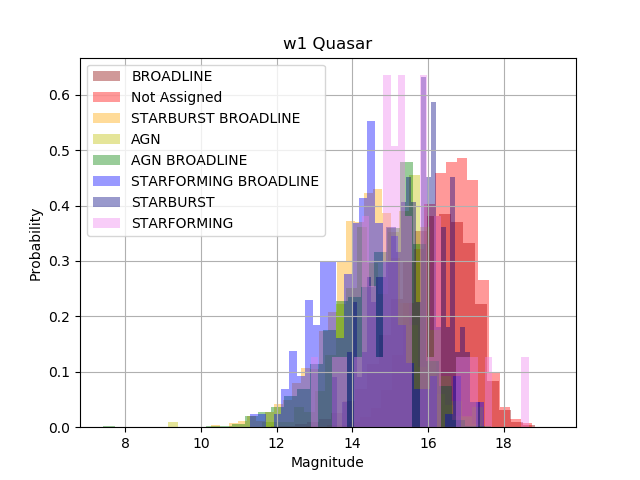 w1 Quasar
BROADLINE
Not Assigned
STARBURST BROADLINE
AGN
AGN BROADLINE
STARFORMING BROADLINE
STARBURST
STARFORMING
Probability
0.6
0.5
0.4
0.3
0.2
0.1
0.0
8 10 12 14 16 18
Magnitude